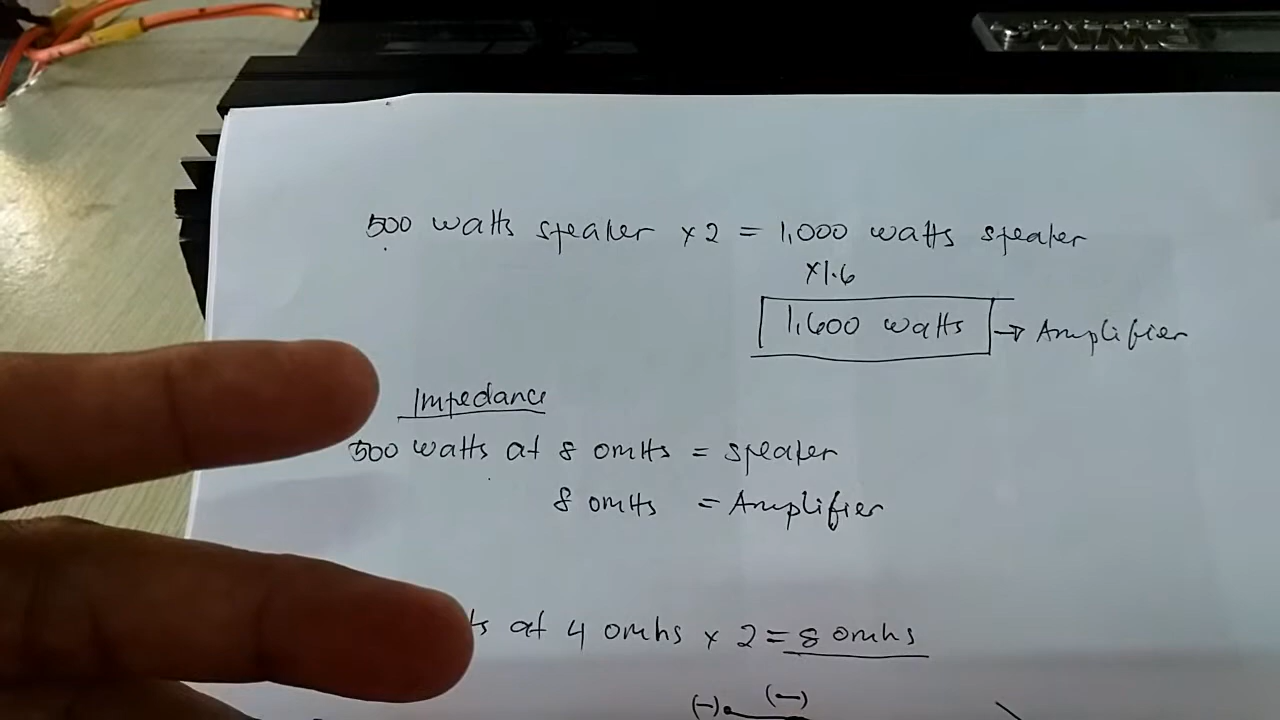 500 watts speaker x2 = 1,000 watts speaker
x1.6
1,600 watts → Amplifier
Impedance
500 watts at 8 omHs = speaker
8 omHs = Amplifier
at 4 omhs x 2 = 8 omhs
(-) (-)